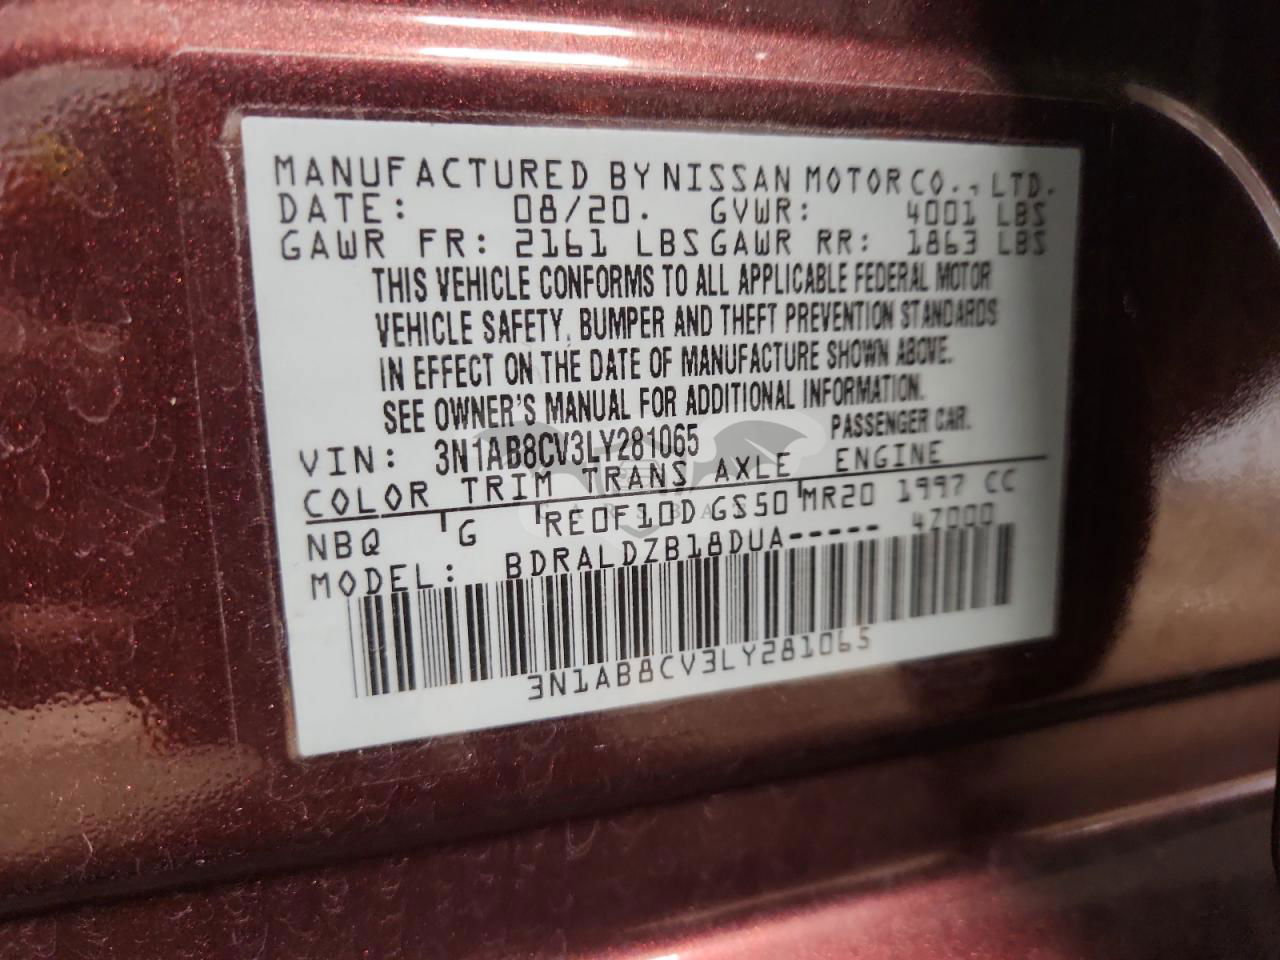 MANUFACTURED BY NISSAN MOTOR CO., LTD.
DATE: 08/20. GVWR: 4001 LBS
GAWR FR: 2161 LBS GAWR RR: 1863 LBS
THIS VEHICLE CONFORMS TO ALL APPLICABLE FEDERAL MOTOR
VEHICLE SAFETY, BUMPER AND THEFT PREVENTION STANDARDS
IN EFFECT ON THE DATE OF MANUFACTURE SHOWN ABOVE.
SEE OWNER'S MANUAL FOR ADDITIONAL INFORMATION.
VIN: 3N1AB8CV3LY281065 PASSENGER CAR.
COLOR TRIM TRANS AXLE ENGINE
NBQ G RE0F10D GS50 MR20 1997 CC
MODEL: BDRALDZB18DUA----- 47000
3N1AB8CV3LY281065